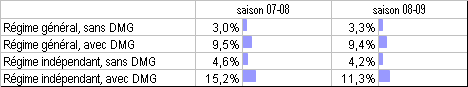 saison 07-08 saison 08-09
Régime général, sans DMG 3,0% 3,3%
Régime général, avec DMG 9,5% 9,4%
Régime indépendant, sans DMG 4,6% 4,2%
Régime indépendant, avec DMG 15,2% 11,3%